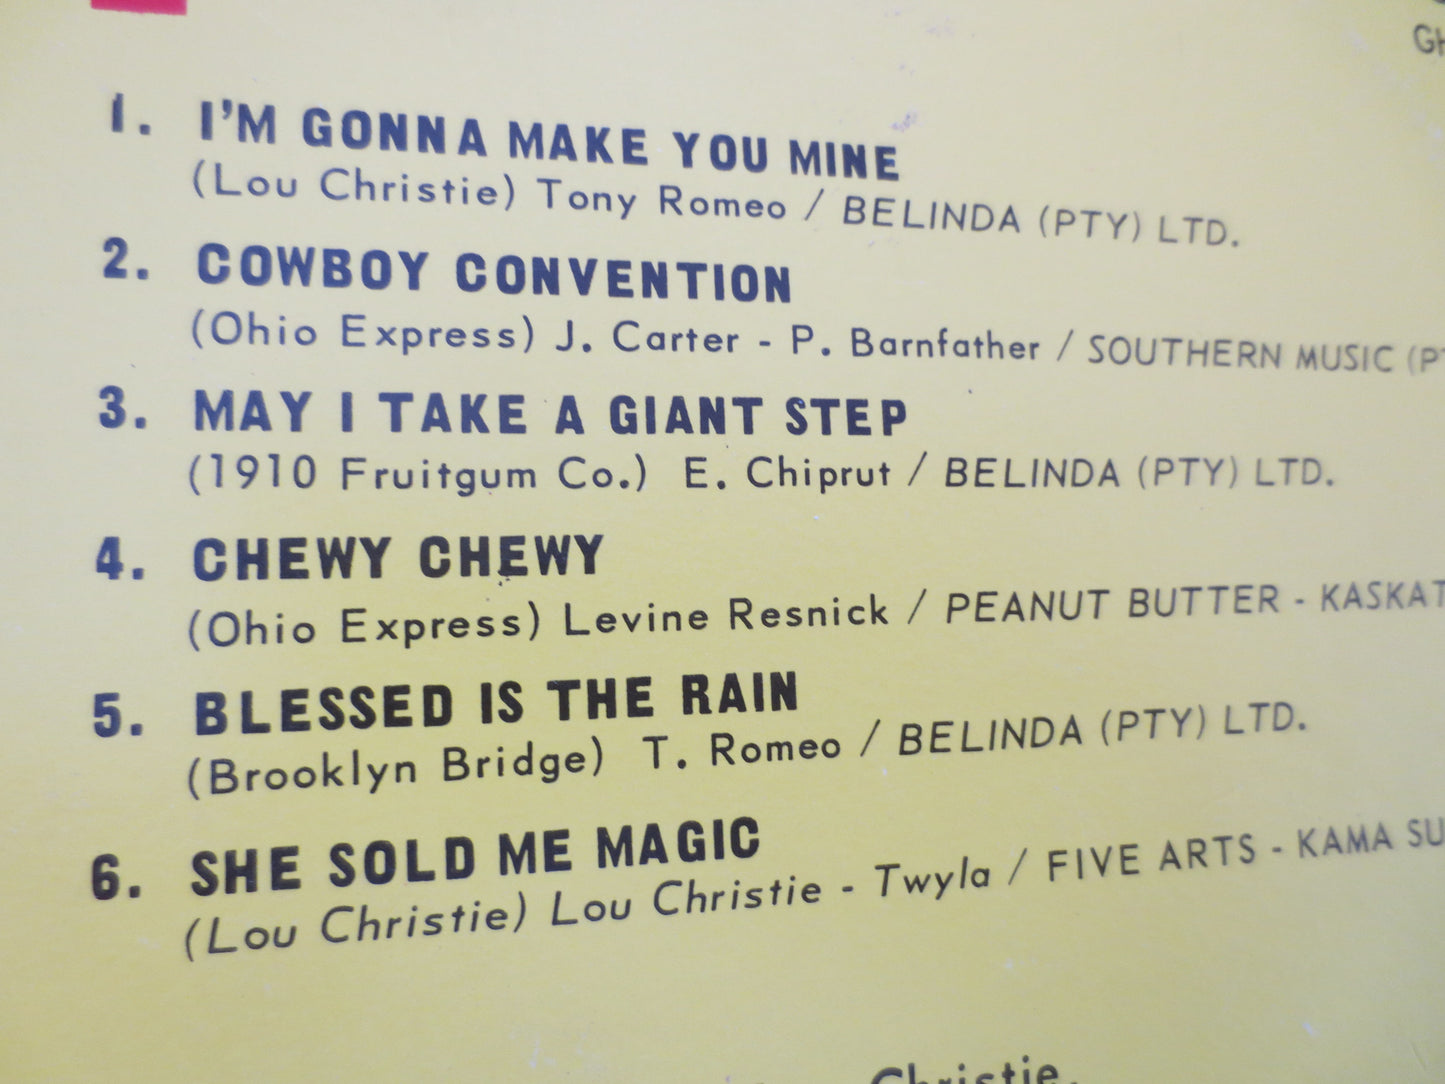 1. I'M GONNA MAKE YOU MINE
(Lou Christie) Tony Romeo / BELINDA (PTY) LTD.
2. COWBOY CONVENTION
(Ohio Express) J. Carter - P. Barnfather / SOUTHERN MUSIC
3. MAY I TAKE A GIANT STEP
(1910 Fruitgum Co.) E. Chiprut / BELINDA (PTY) LTD.
4. CHEWY CHEWY
(Ohio Express) Levine Resnick / PEANUT BUTTER -
5. BLESSED IS THE RAIN
(Brooklyn Bridge) T. Romeo / BELINDA (PTY) LTD.
6. SHE SOLD ME MAGIC
(Lou Christie) Lou Christie - Twyla / FIVE ARTS - KAMA
Christie.